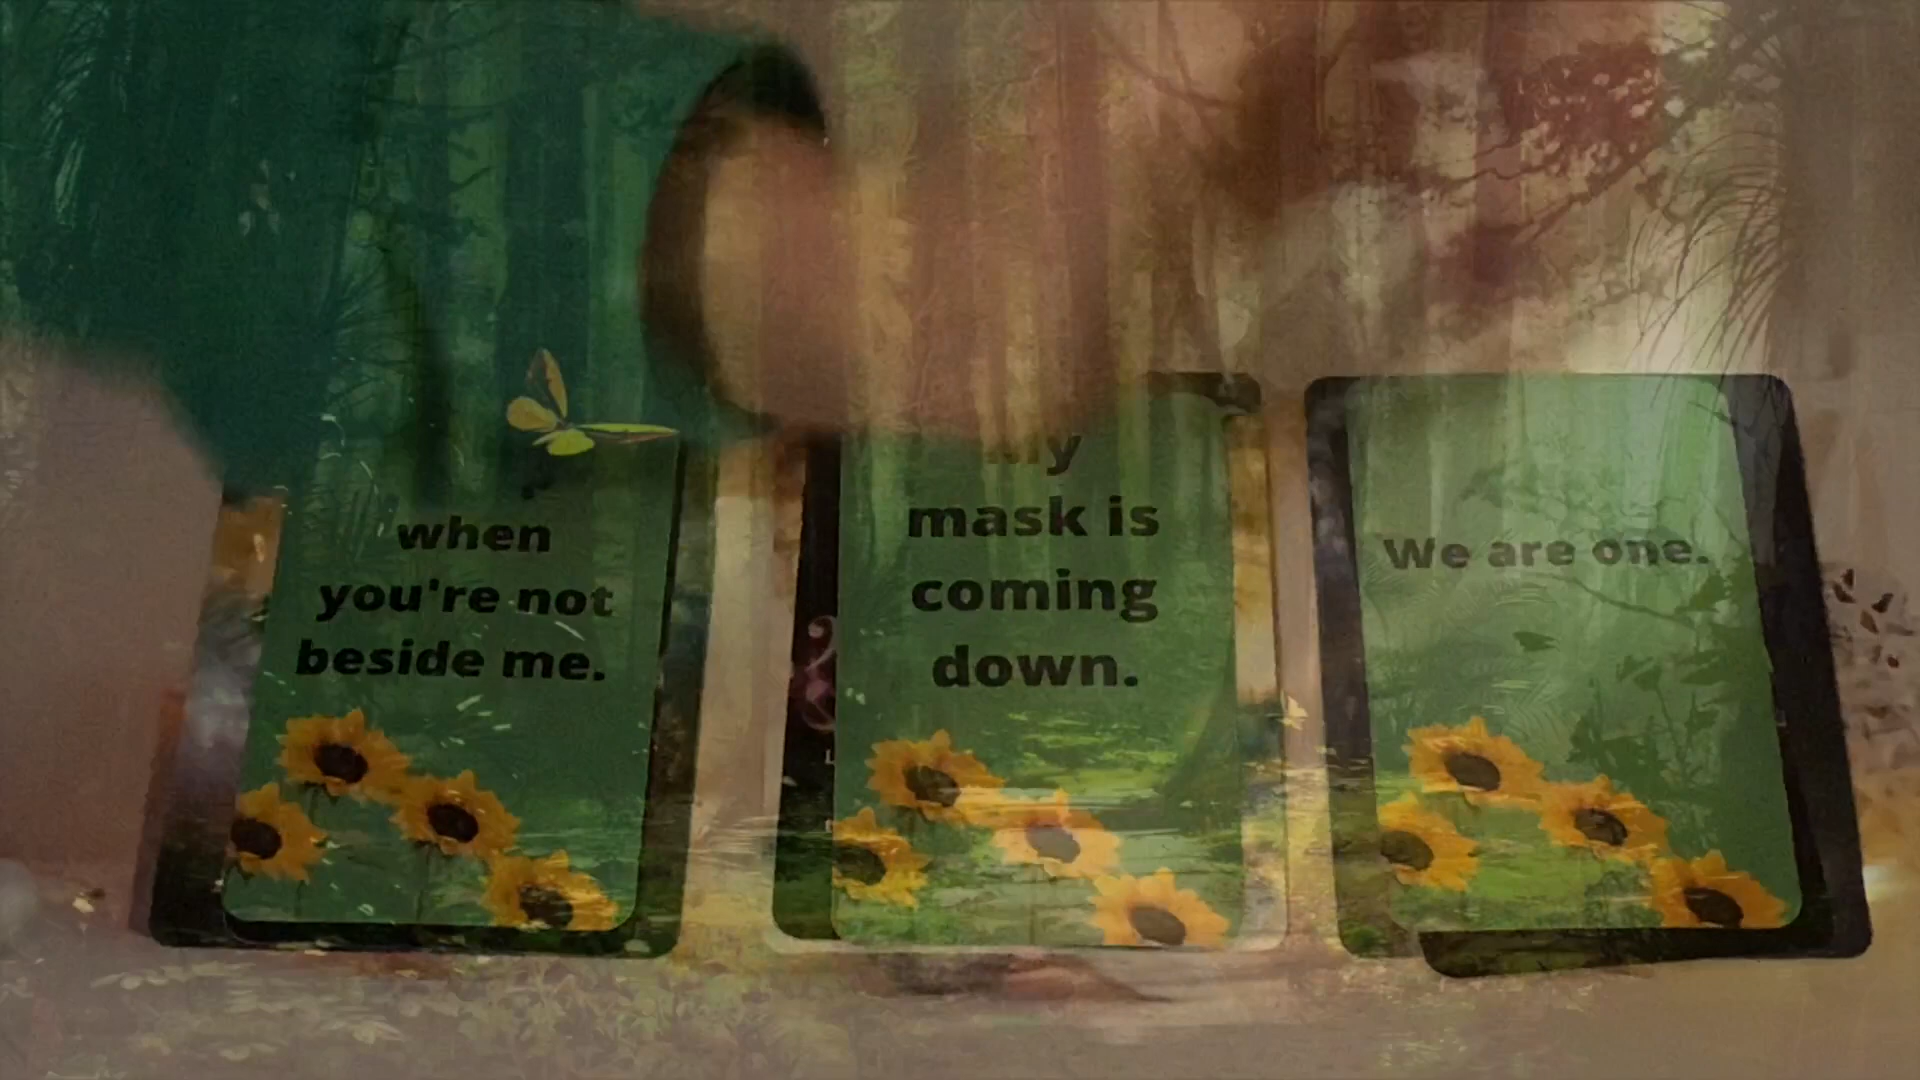 when
you're not
beside me.
mask is
coming
down.
We are one.